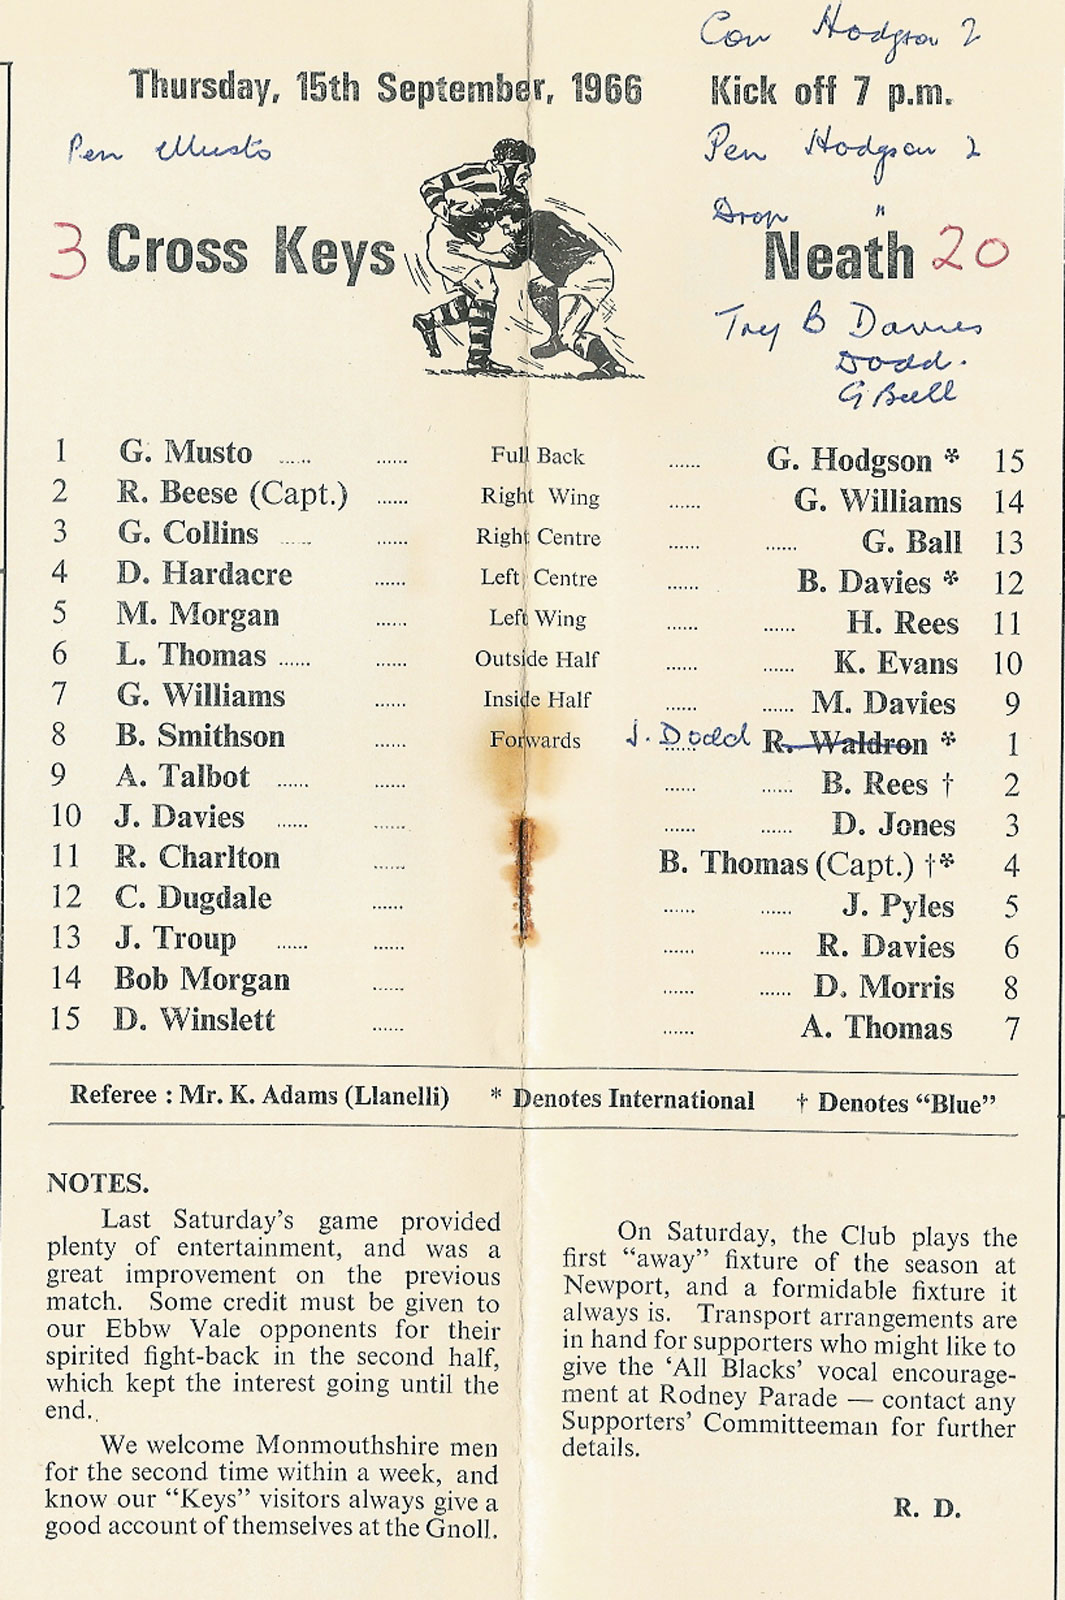 Con Hodgson 2
Thursday, 15th September, 1966 Kick off 7 p.m.
Pen Musto
Pen Hodgson 2
Drop "
3 Cross Keys Neath 20
Try B Davies
Dodd.
G Ball
1 G. Musto ...... ...... Full Back ...... G. Hodgson * 15
2 R. Beese (Capt.) ...... Right Wing ...... G. Williams 14
3 G. Collins ...... ...... Right Centre ...... ...... G. Ball 13
4 D. Hardacre ...... Left Centre ...... B. Davies * 12
5 M. Morgan ...... Left Wing ...... ...... H. Rees 11
6 L. Thomas ...... ...... Outside Half ...... ...... K. Evans 10
7 G. Williams ...... Inside Half ...... ...... M. Davies 9
8 B. Smithson ...... Forwards ...... J. Dodd R. Waldron * 1
9 A. Talbot ...... ...... ...... ...... B. Rees † 2
10 J. Davies ...... ...... ...... ...... D. Jones 3
11 R. Charlton ...... B. Thomas (Capt.) †* 4
12 C. Dugdale ...... ...... ...... J. Pyles 5
13 J. Troup ...... ...... ...... ...... R. Davies 6
14 Bob Morgan ...... ...... ...... D. Morris 8
15 D. Winslett ...... ...... A. Thomas 7
Referee : Mr. K. Adams (Llanelli) * Denotes International † Denotes "Blue"
NOTES.
Last Saturday's game provided
plenty of entertainment, and was a
great improvement on the previous
match. Some credit must be given to
our Ebbw Vale opponents for their
spirited fight-back in the second half,
which kept the interest going until the
end.
We welcome Monmouthshire men
for the second time within a week, and
know our "Keys" visitors always give a
good account of themselves at the Gnoll.
On Saturday, the Club plays the
first "away" fixture of the season at
Newport, and a formidable fixture it
always is. Transport arrangements are
in hand for supporters who might like to
give the 'All Blacks' vocal encourage-
ment at Rodney Parade — contact any
Supporters' Committeeman for further
details.
R. D.